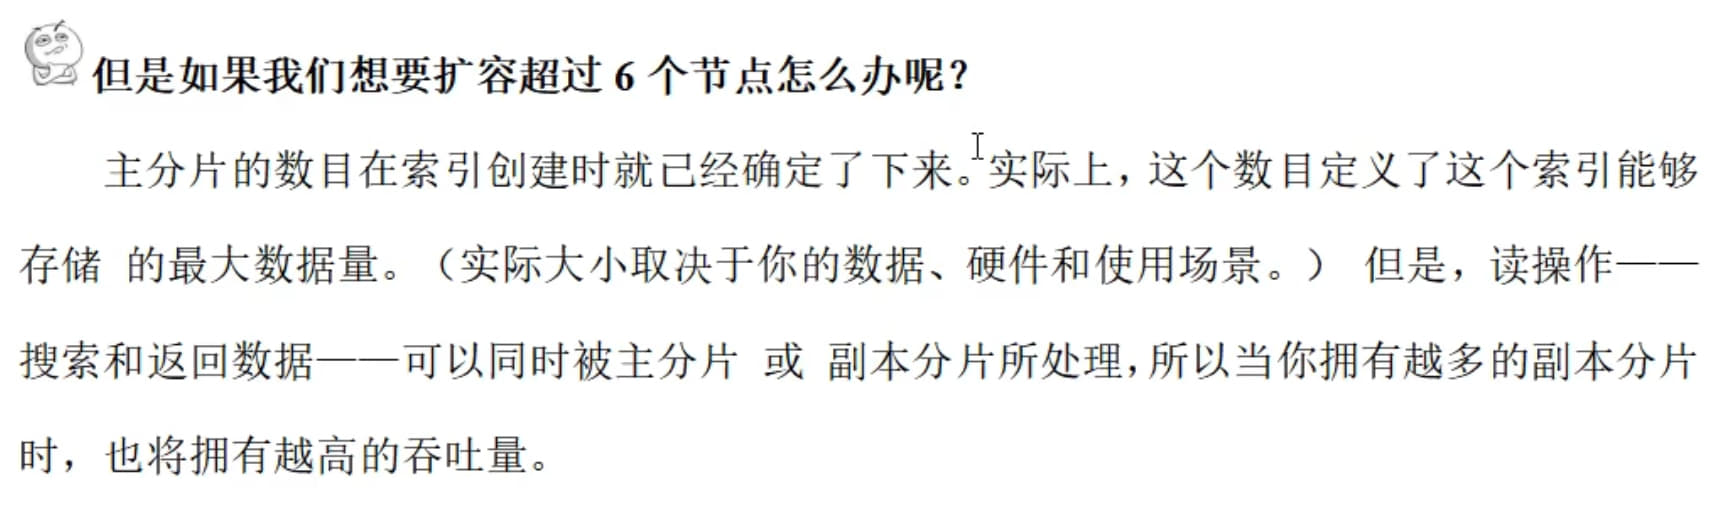 但是如果我们想要扩容超过 6 个节点怎么办呢？
主分片的数目在索引创建时就已经确定了下来。实际上，这个数目定义了这个索引能够
存储 的最大数据量。（实际大小取决于你的数据、硬件和使用场景。） 但是，读操作——
搜索和返回数据——可以同时被主分片 或 副本分片所处理，所以当你拥有越多的副本分片
时，也将拥有越高的吞吐量。